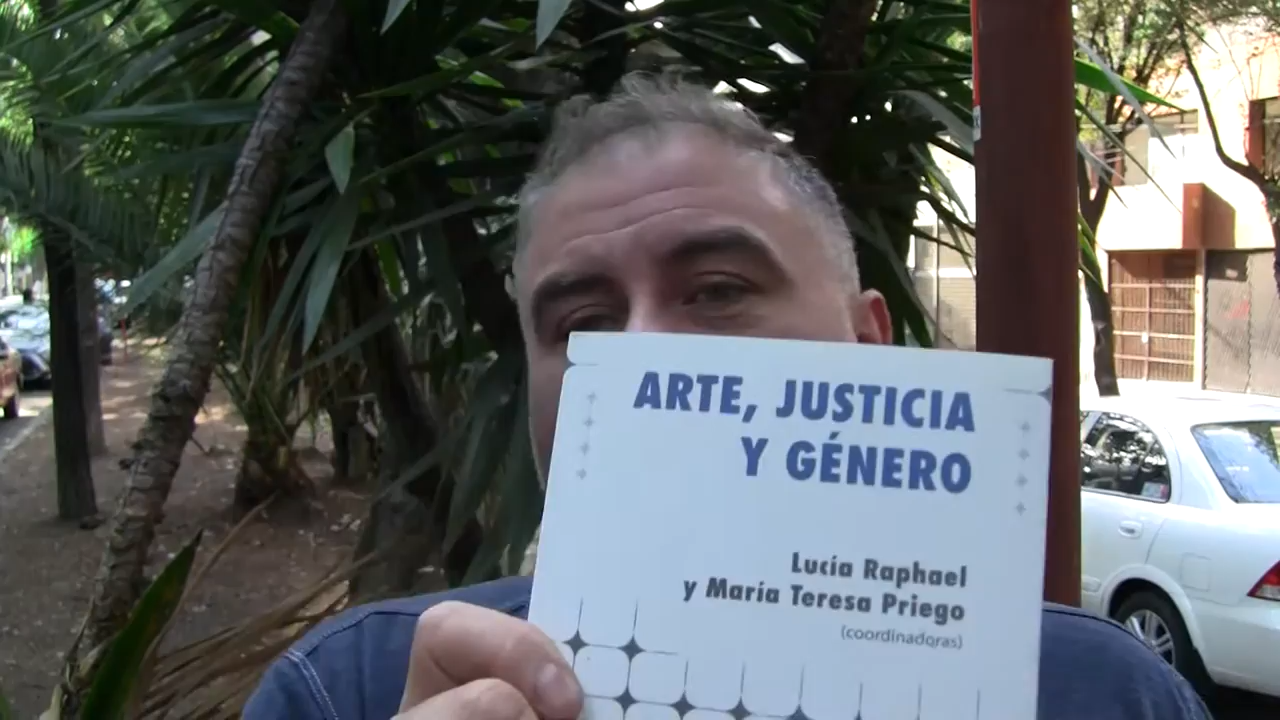 ARTE, JUSTICIA
Y GÉNERO
Lucía Raphael
y María Teresa Priego
(coordinadoras)